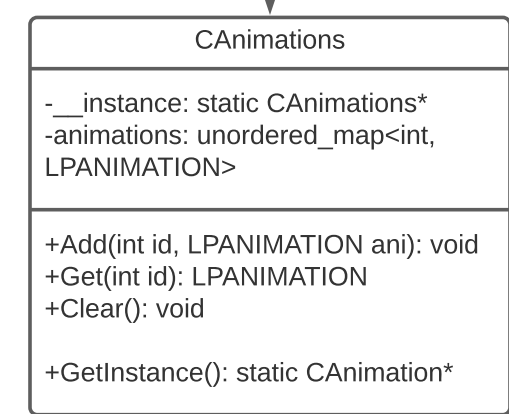 CAnimations
-__instance: static CAnimations*
-animations: unordered_map<int,
LPANIMATION>
+Add(int id, LPANIMATION ani): void
+Get(int id): LPANIMATION
+Clear(): void
+GetInstance(): static CAnimation*